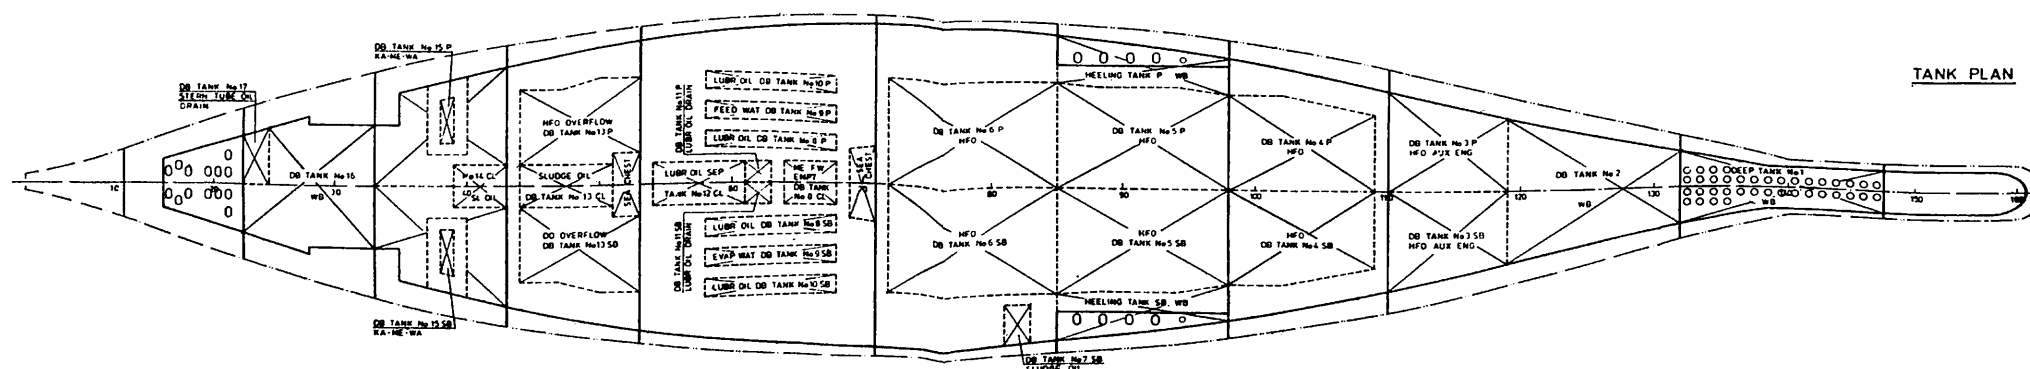 TANK PLAN
DB TANK No 15 P
KA-ME-WA
DB TANK No 17
STERN TUBE OIL
DRAIN
DB TANK No 16
WB
No 14 CL
SL OIL
HFO OVERFLOW
DB TANK No 13 P
SLUDGE OIL
DB TANK No 13 CL
DO OVERFLOW
DB TANK No 13 SB
SEA CHEST
DB TANK No 15 SB
KA-ME-WA
DB TANK No 11 P
LUBR OIL DRAIN
LUBR OIL DB TANK No 10 P
FEED WAT DB TANK No 9 P
LUBR OIL DB TANK No 8 P
LUBR OIL SEP
TANK No 12 CL
ME FW
EMPT
DB TANK
No 8 CL
DB TANK No 11 SB
LUBR OIL DRAIN
LUBR OIL DB TANK No 8 SB
EVAP WAT DB TANK No 9 SB
LUBR OIL DB TANK No 10 SB
SEA
CHEST
DB TANK No 6 P
HFO
HFO
DB TANK No 6 SB
DB TANK No 7 SB
SLUDGE OIL
HEELING TANK P WB
DB TANK No 5 P
HFO
HFO
DB TANK No 5 SB
HEELING TANK SB, WB
DB TANK No 4 P
HFO
HFO
DB TANK No 4 SB
DB TANK No 3 P
HFO AUX ENG
DB TANK No 3 SB
HFO AUX ENG
DB TANK No 2
WB
DEEP TANK No 1
WB
10
30
40
60
80
90
100
110
120
130
150